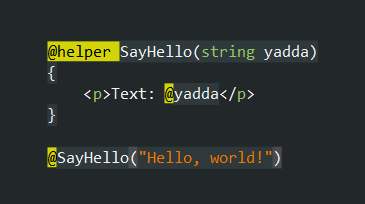 @helper SayHello(string yadda)
{
    <p>Text: @yadda</p>
}

@SayHello("Hello, world!")